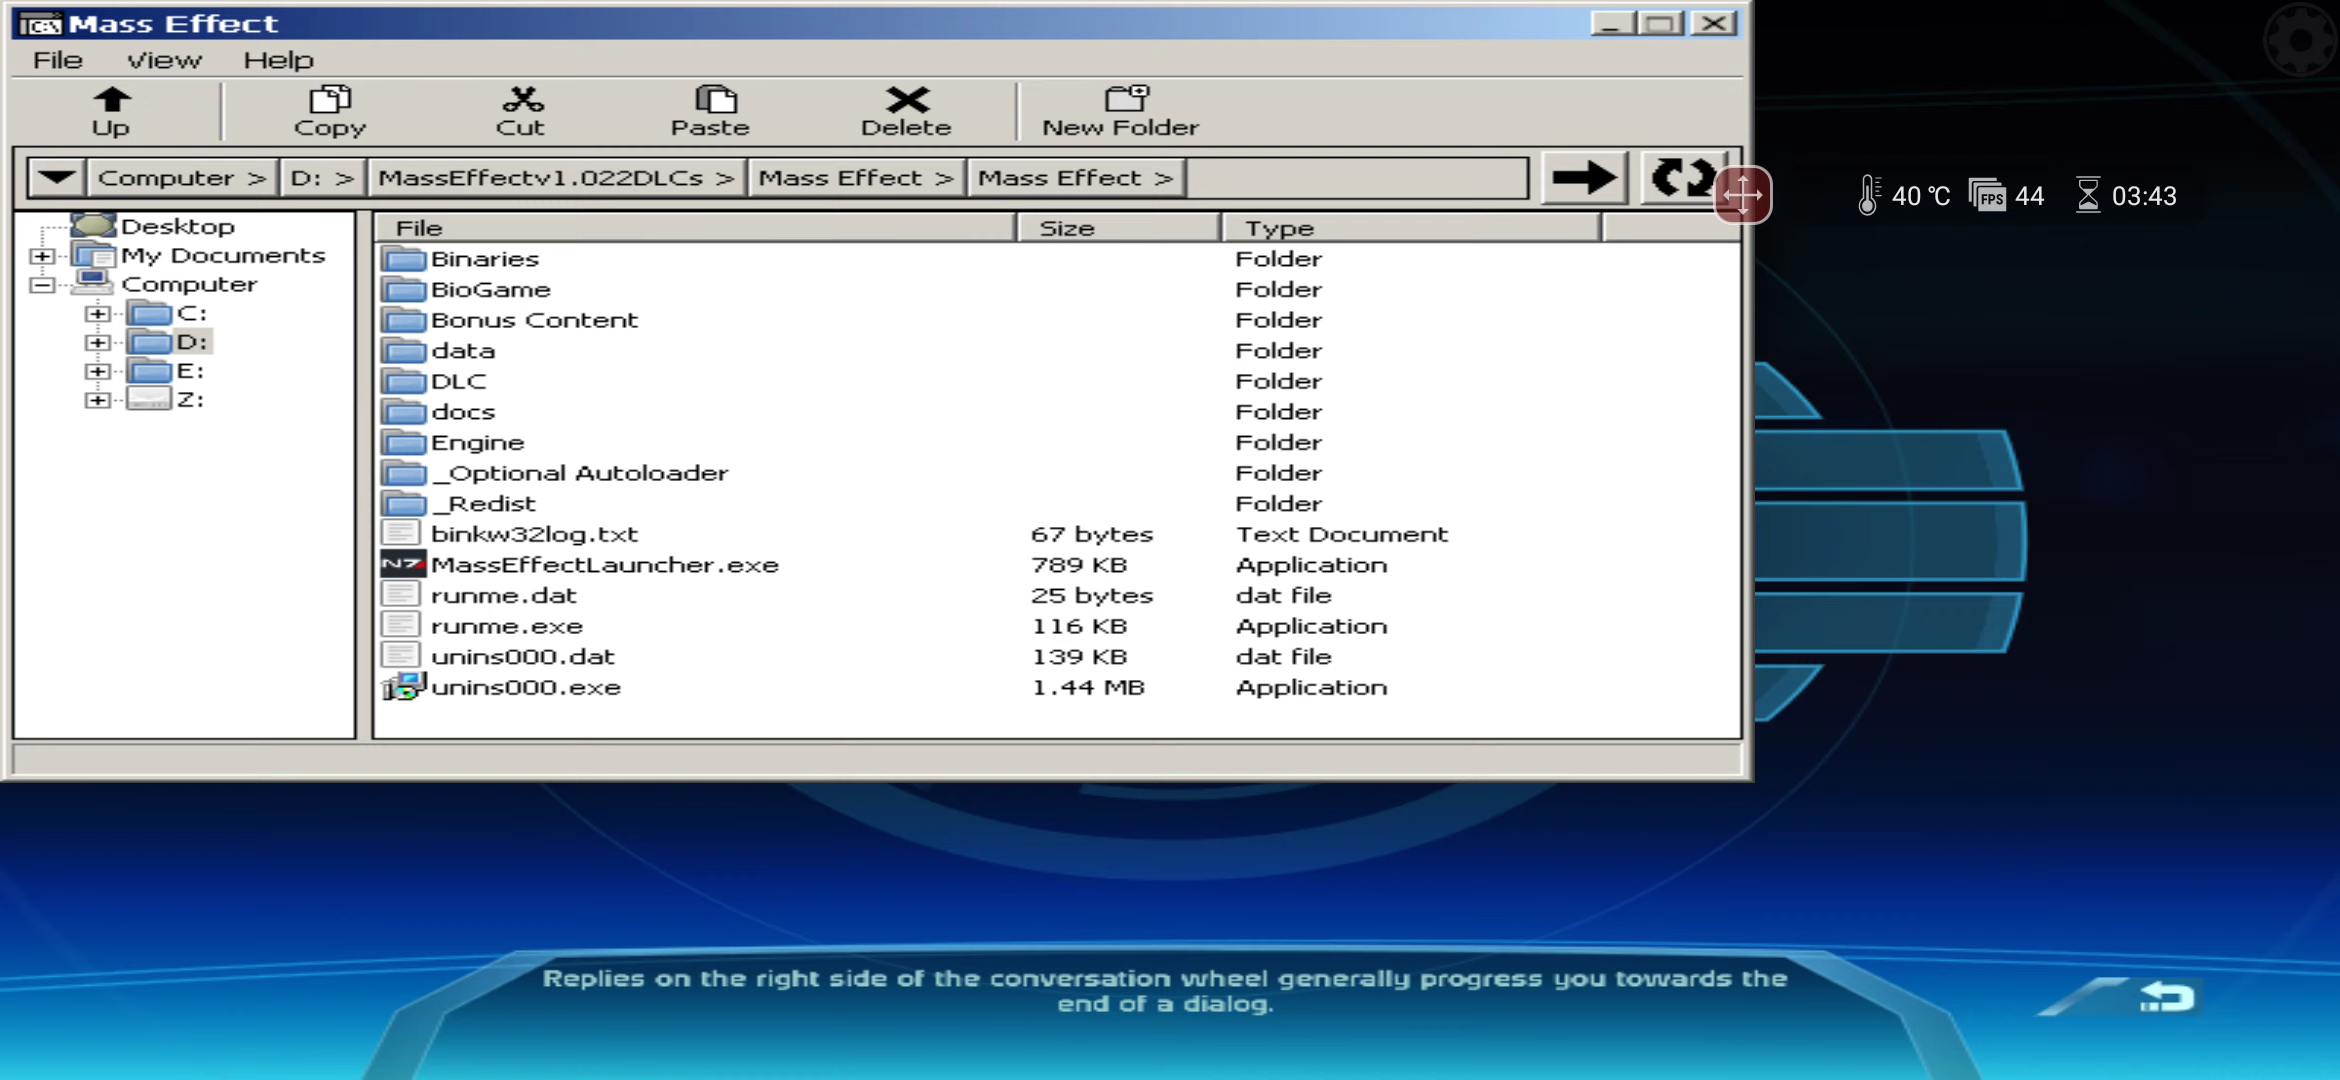 Mass Effect
File View Help
Up Copy Cut Paste Delete New Folder
Computer > D: > MassEffectv1.022DLCs > Mass Effect > Mass Effect >
40 °C FPS 44 03:43
Desktop
My Documents
Computer
C:
D:
E:
Z:
File Size Type
Binaries Folder
BioGame Folder
Bonus Content Folder
data Folder
DLC Folder
docs Folder
Engine Folder
_Optional Autoloader Folder
_Redist Folder
binkw32log.txt 67 bytes Text Document
N7 MassEffectLauncher.exe 789 KB Application
runme.dat 25 bytes dat file
runme.exe 116 KB Application
unins000.dat 139 KB dat file
unins000.exe 1.44 MB Application
Replies on the right side of the conversation wheel generally progress you towards the
end of a dialog.